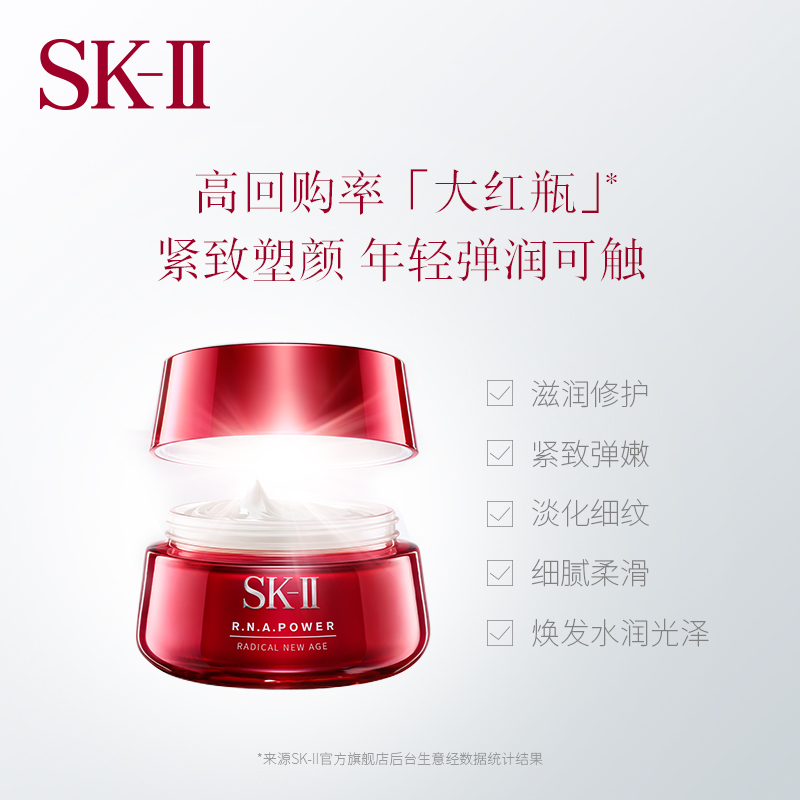 SK-II
高回购率「大红瓶」*
紧致塑颜 年轻弹润可触
滋润修护
紧致弹嫩
淡化细纹
细腻柔滑
焕发水润光泽
SK-II
R.N.A.POWER
RADICAL NEW AGE
*来源SK-II官方旗舰店后台生意经数据统计结果